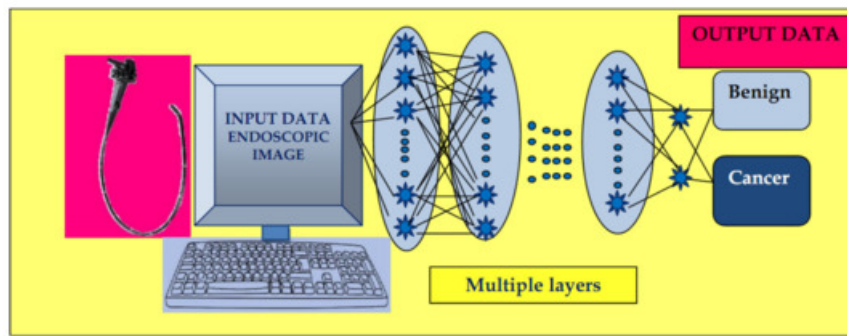 OUTPUT DATA
Benign
INPUT DATA
ENDOSCOPIC
IMAGE
Cancer
Multiple layers